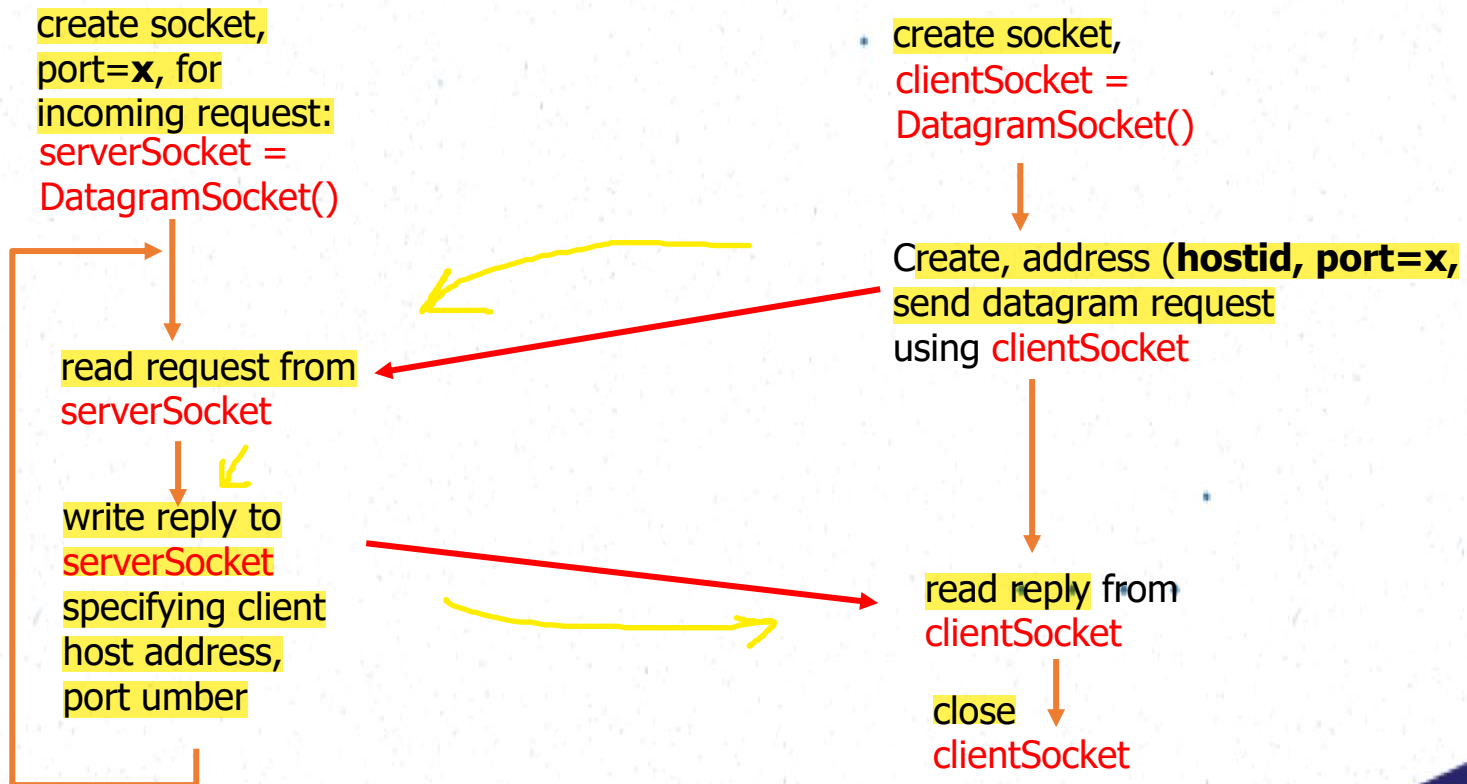 create socket,
port=x, for
incoming request:
serverSocket =
DatagramSocket()
read request from
serverSocket
write reply to
serverSocket
specifying client
host address,
port umber
create socket,
clientSocket =
DatagramSocket()
Create, address (hostid, port=x,
send datagram request
using clientSocket
read reply from
clientSocket
close
clientSocket